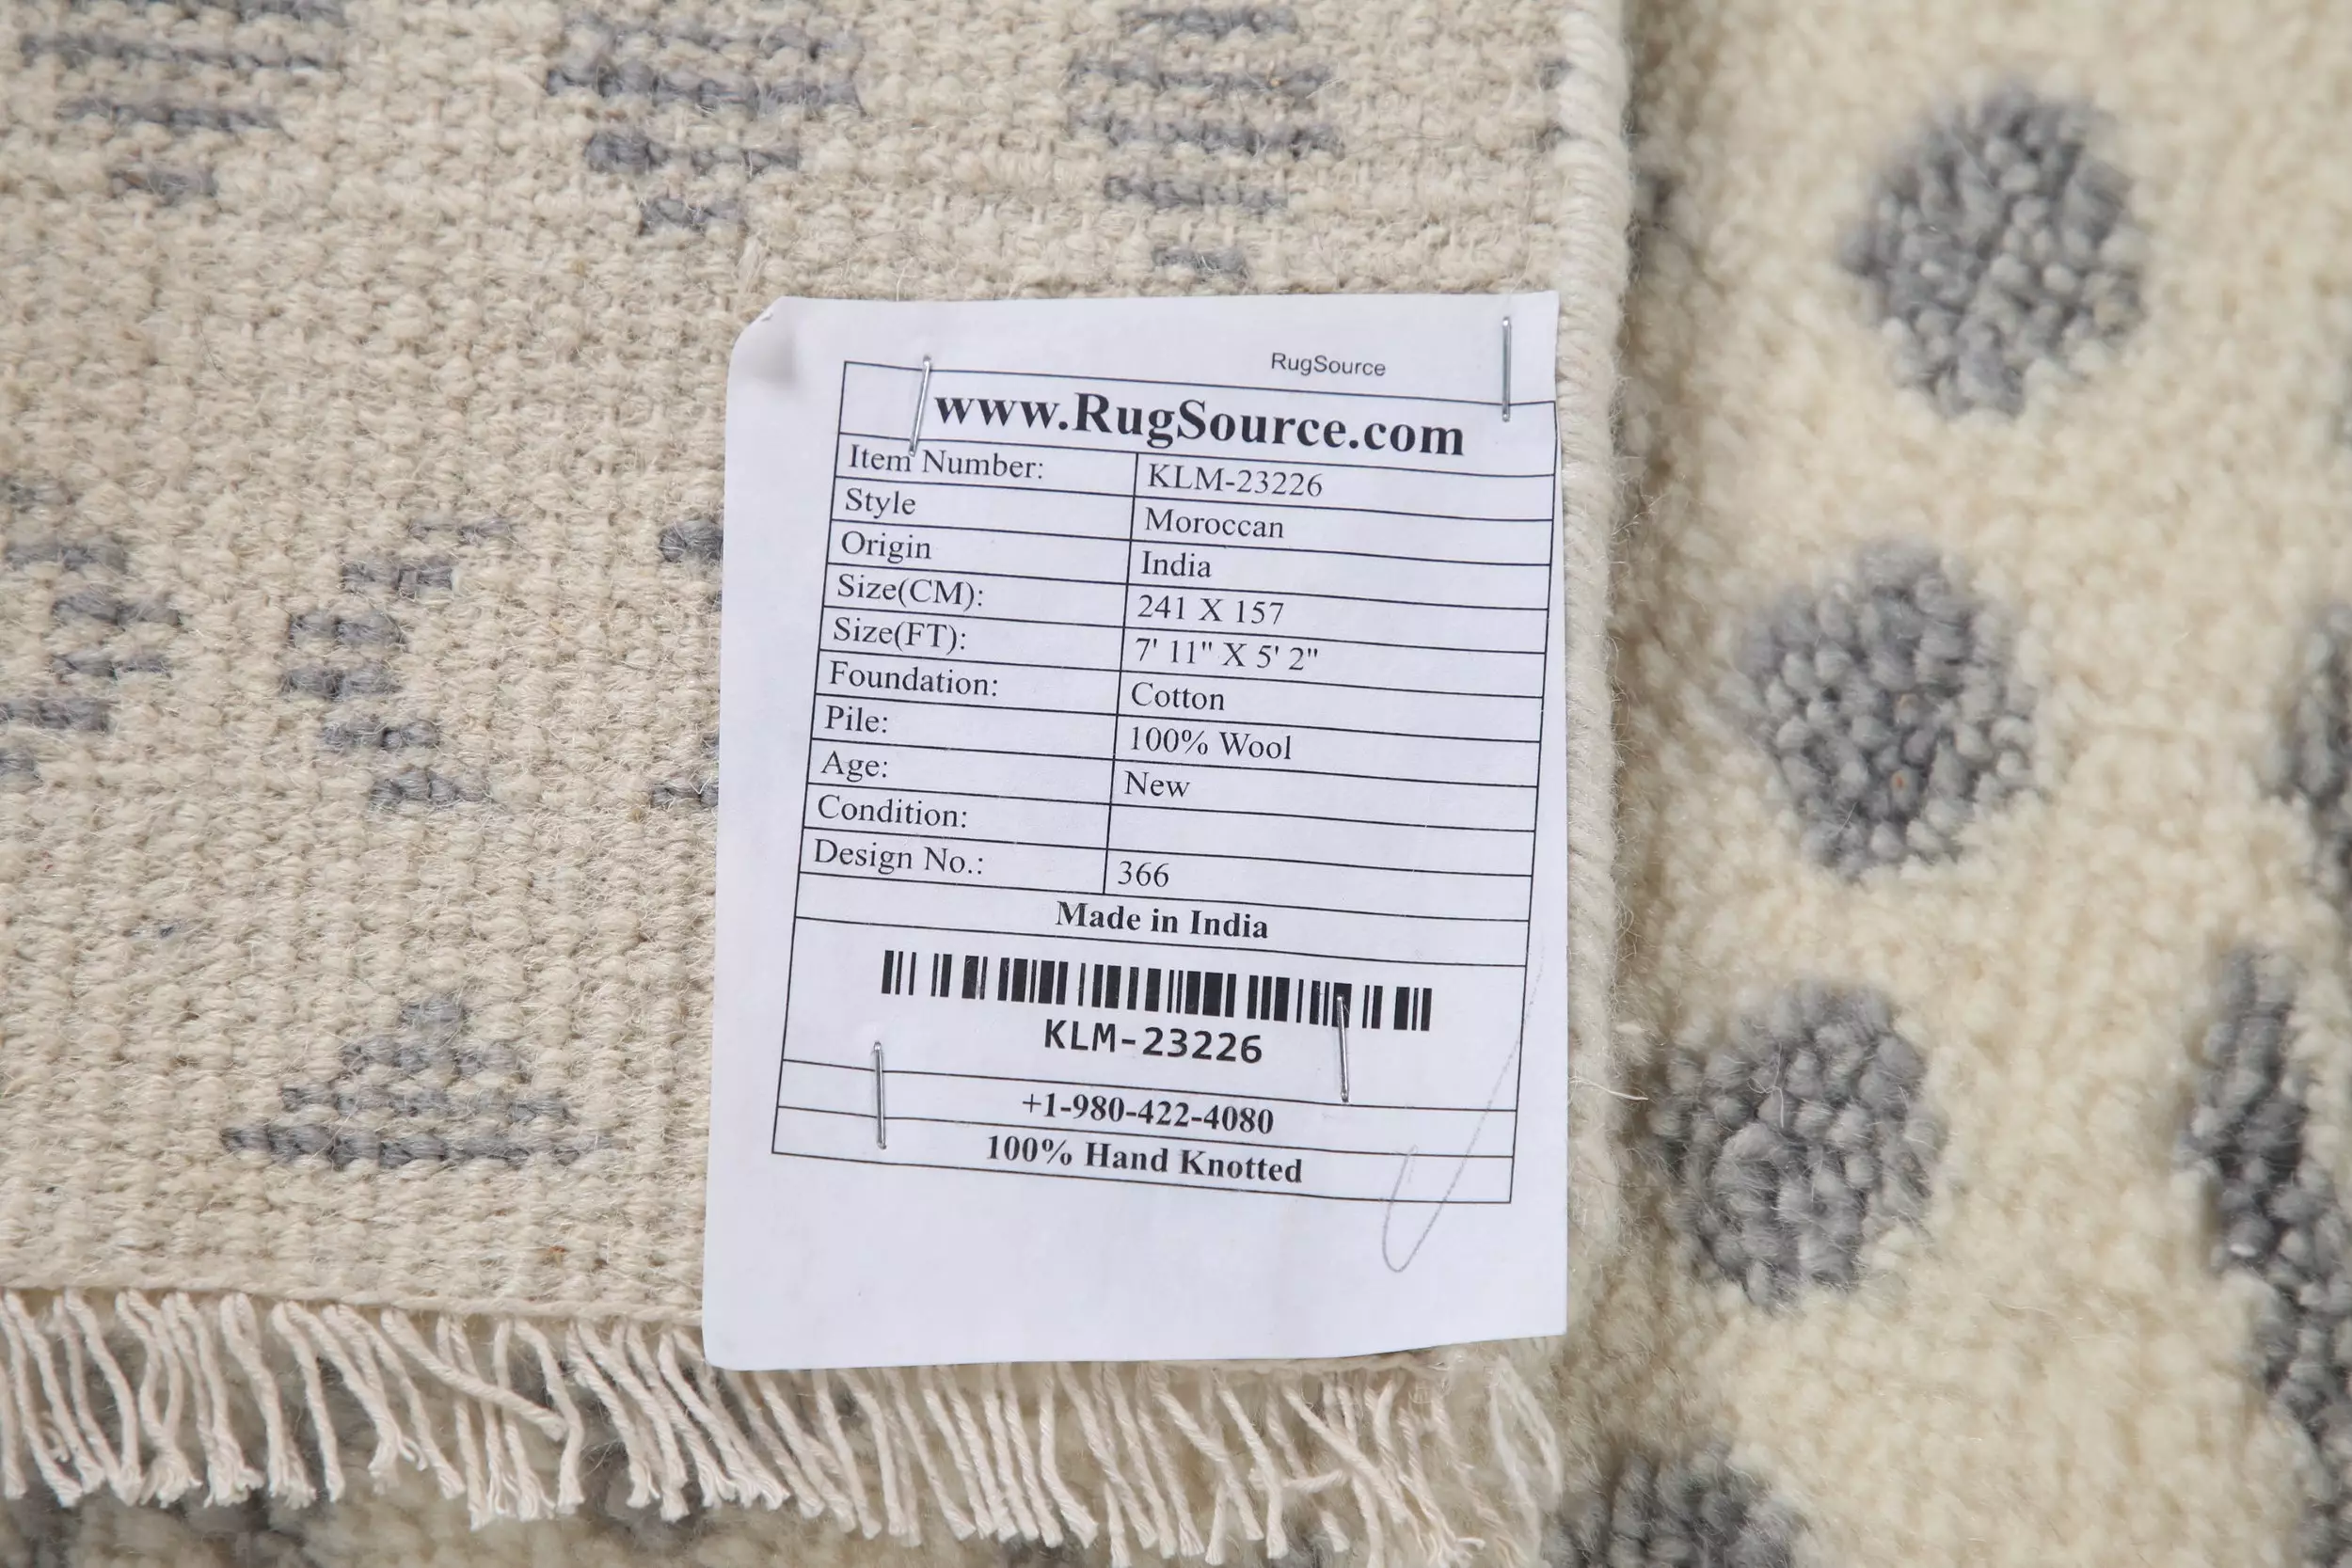 RugSource
www.RugSource.com
Item Number: KLM-23226
Style Moroccan
Origin India
Size(CM): 241 X 157
Size(FT): 7' 11" X 5' 2"
Foundation: Cotton
Pile: 100% Wool
Age: New
Condition:
Design No.: 366
Made in India
KLM-23226
+1-980-422-4080
100% Hand Knotted